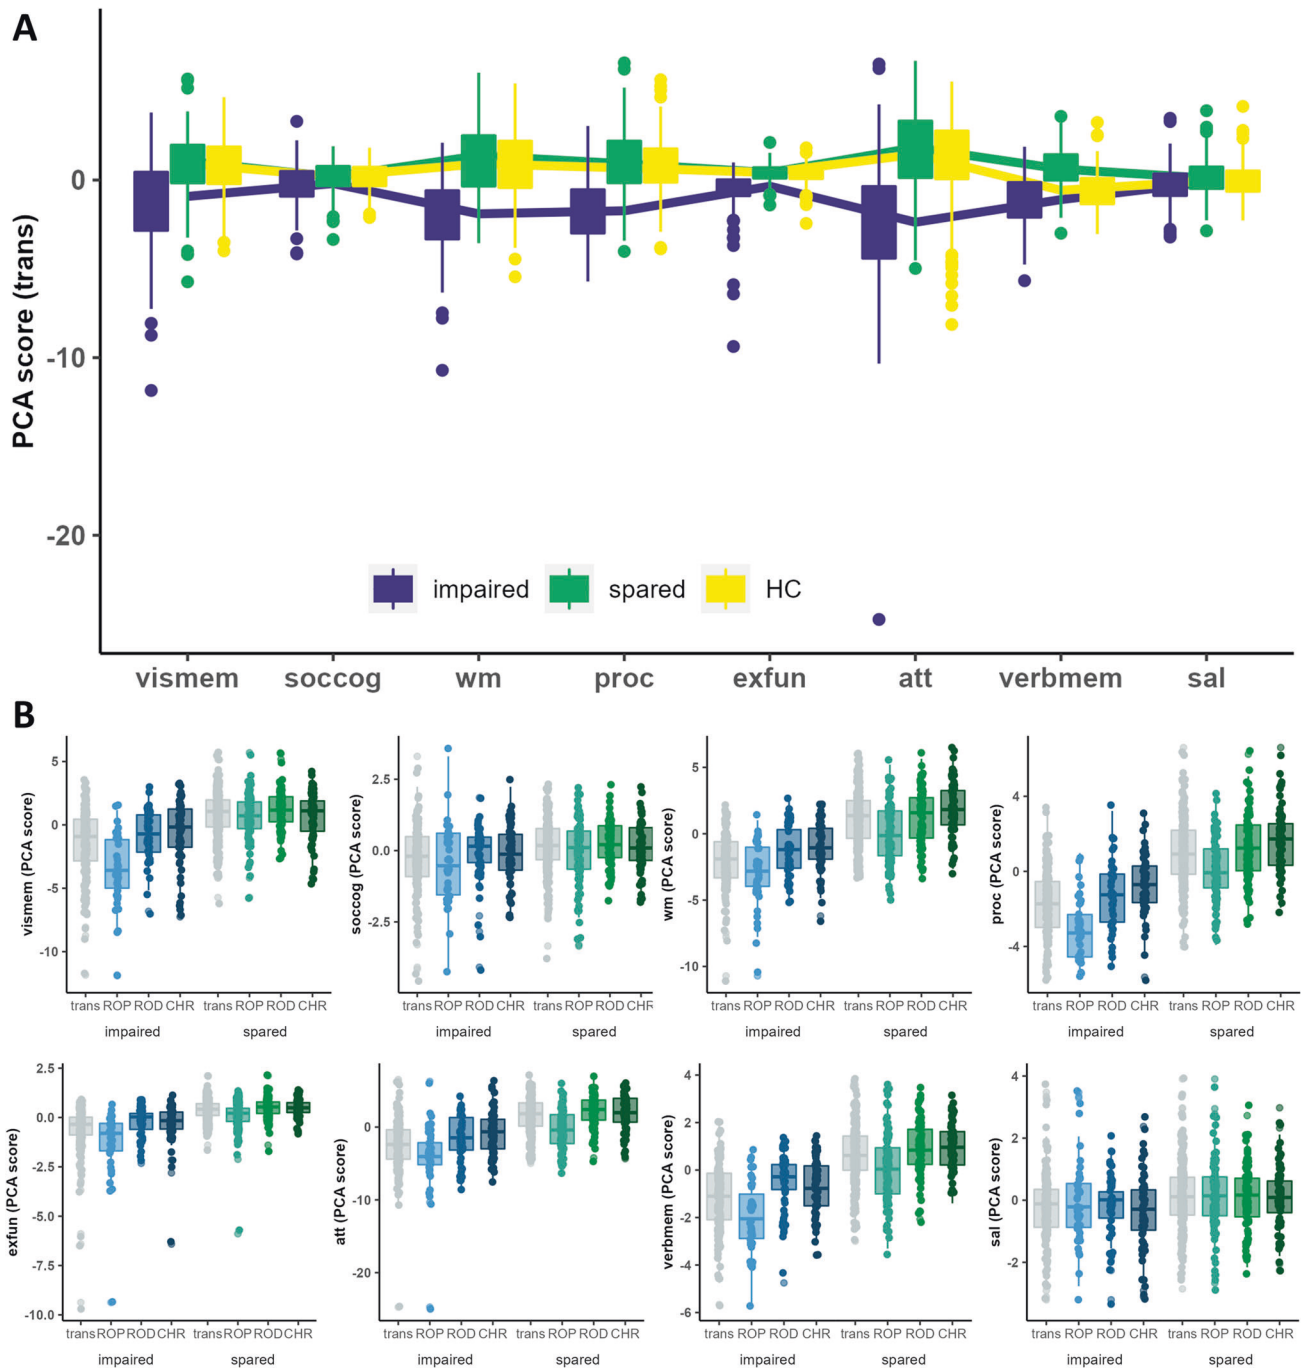 A
PCA score (trans)
0
-10
-20
impaired spared HC
vismem soccog wm proc exfun att verbmem sal
B
vismem (PCA score)
5
0
-5
-10
trans ROP ROD CHR trans ROP ROD CHR
impaired spared
soccog (PCA score)
2.5
0.0
-2.5
trans ROP ROD CHR trans ROP ROD CHR
impaired spared
wm (PCA score)
5
0
-5
-10
trans ROP ROD CHR trans ROP ROD CHR
impaired spared
proc (PCA score)
4
0
-4
trans ROP ROD CHR trans ROP ROD CHR
impaired spared
exfun (PCA score)
2.5
0.0
-2.5
-5.0
-7.5
-10.0
trans ROP ROD CHR trans ROP ROD CHR
impaired spared
att (PCA score)
0
-10
-20
trans ROP ROD CHR trans ROP ROD CHR
impaired spared
verbmem (PCA score)
4
2
0
-2
-4
-6
trans ROP ROD CHR trans ROP ROD CHR
impaired spared
sal (PCA score)
4
2
0
-2
trans ROP ROD CHR trans ROP ROD CHR
impaired spared